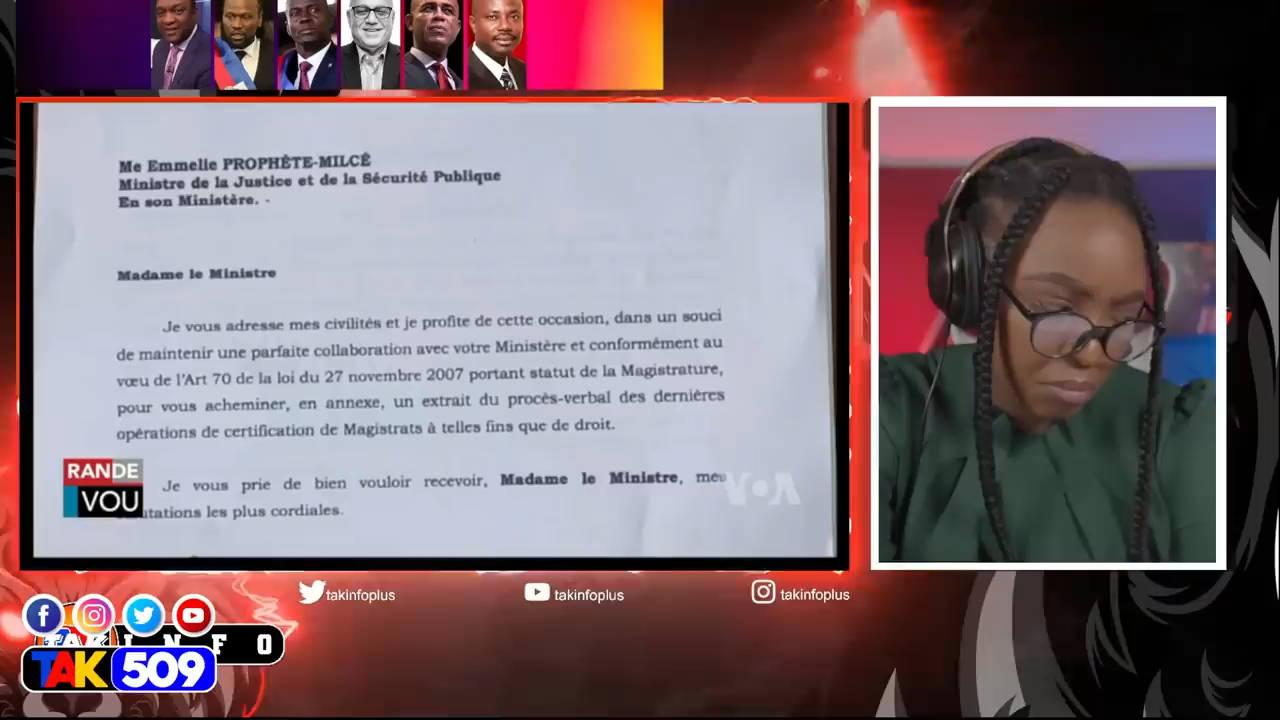 Me Emmelie PROPHÈTE-MILCÉ
Ministre de la Justice et de la Sécurité Publique
En son Ministère. -
Madame le Ministre
Je vous adresse mes civilités et je profite de cette occasion, dans un souci
de maintenir une parfaite collaboration avec votre Ministère et conformément au
vœu de l'Art 70 de la loi du 27 novembre 2007 portant statut de la Magistrature,
pour vous acheminer, en annexe, un extrait du procès-verbal des dernières
opérations de certification de Magistrats à telles fins que de droit.
Je vous prie de bien vouloir recevoir, Madame le Ministre, mes
tations les plus cordiales.
RANDE
VOU
VOA
takinfoplus
takinfoplus
takinfoplus
TAK INFO
TAK 509